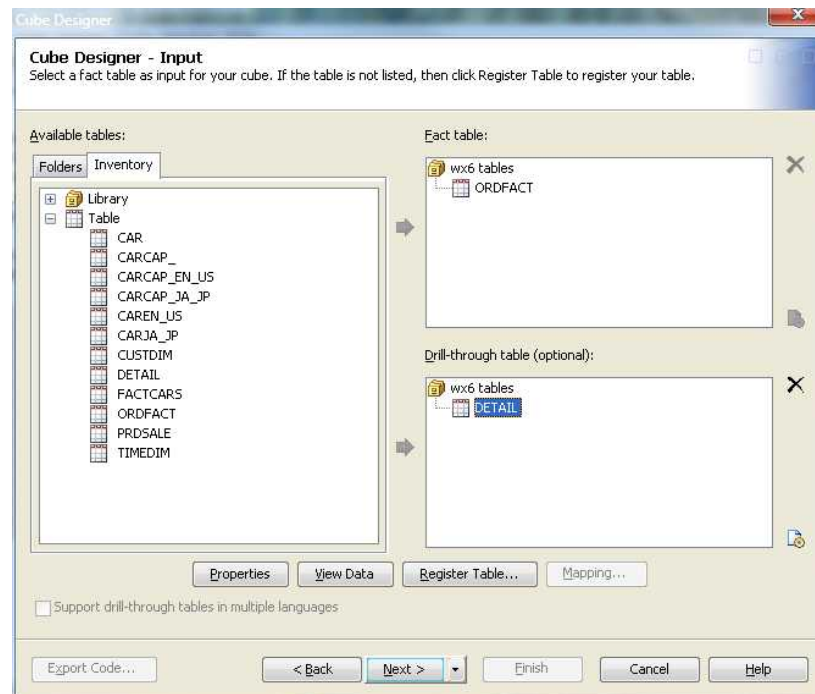 Cube Designer
Cube Designer - Input
Select a fact table as input for your cube. If the table is not listed, then click Register Table to register your table.
Available tables:
Folders
Inventory
Library
Table
CAR
CARCAP_
CARCAP_EN_US
CARCAP_JA_JP
CAREN_US
CARJA_JP
CUSTDIM
DETAIL
FACTCARS
ORDFACT
PRDSALE
TIMEDIM
Fact table:
wx6 tables
ORDFACT
Drill-through table (optional):
wx6 tables
DETAIL
Properties
View Data
Register Table...
Mapping...
Support drill-through tables in multiple languages
Export Code...
< Back
Next >
Finish
Cancel
Help